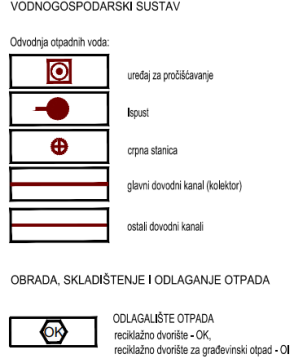 VODNOGOSPODARSKI SUSTAV
Odvodnja otpadnih voda:
uređaj za pročišćavanje
Ispust
crpna stanica
glavni dovodni kanal (kolektor)
ostali dovodni kanali
OBRADA, SKLADIŠTENJE I ODLAGANJE OTPADA
OK
ODLAGALIŠTE OTPADA
reciklažno dvorište - OK,
reciklažno dvorište za građevinski otpad - OI